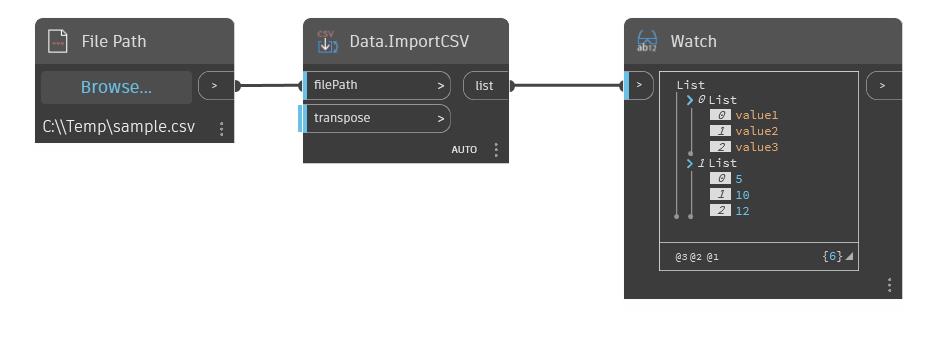 File Path
Browse...
>
C:\\Temp\sample.csv
CSV
Data.ImportCSV
filePath >
list
transpose >
AUTO
ab12
Watch
>
>
List
0 List
0 value1
1 value2
2 value3
1 List
0 5
1 10
2 12
@3 @2 @1
{6}